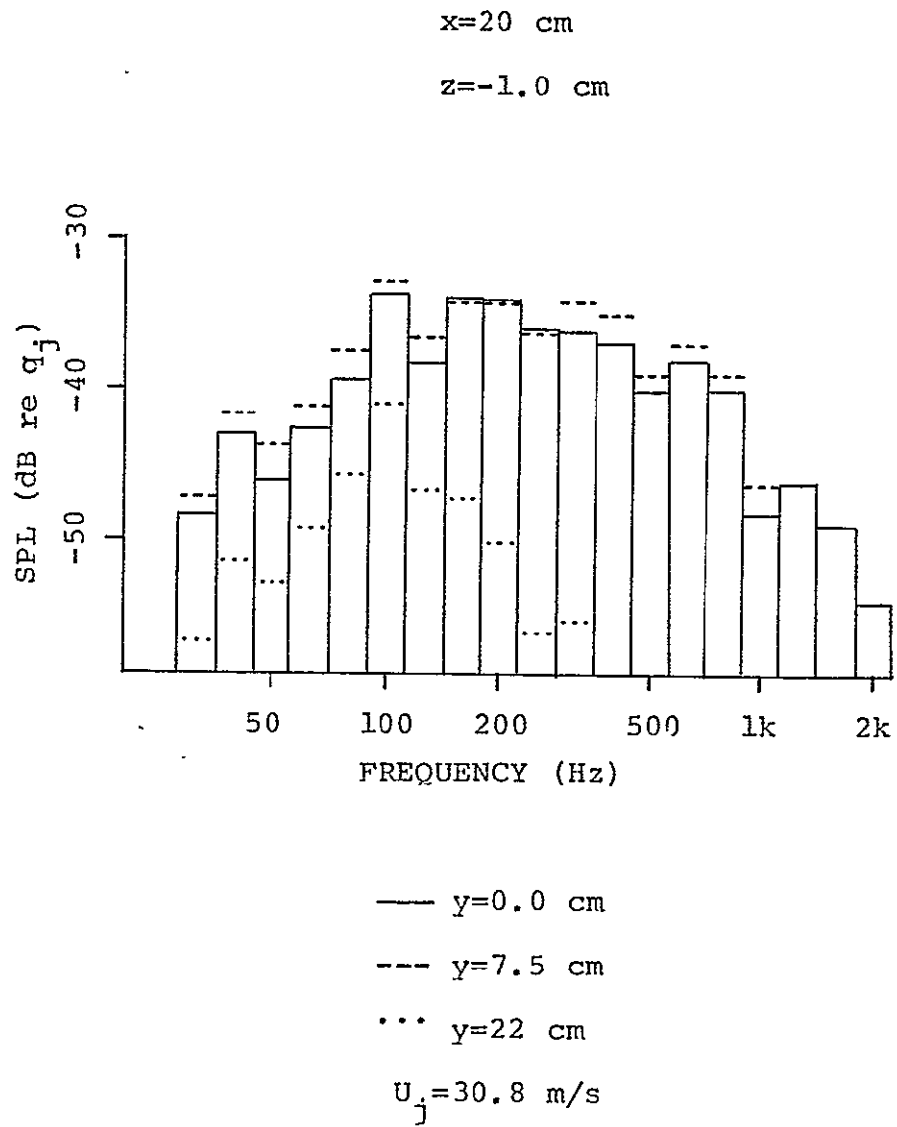 x=20 cm
z=-1.0 cm
-30
-40
-50
SPL (dB re qj)
50 100 200 500 1k 2k
FREQUENCY (Hz)
y=0.0 cm
y=7.5 cm
y=22 cm
Uj=30.8 m/s